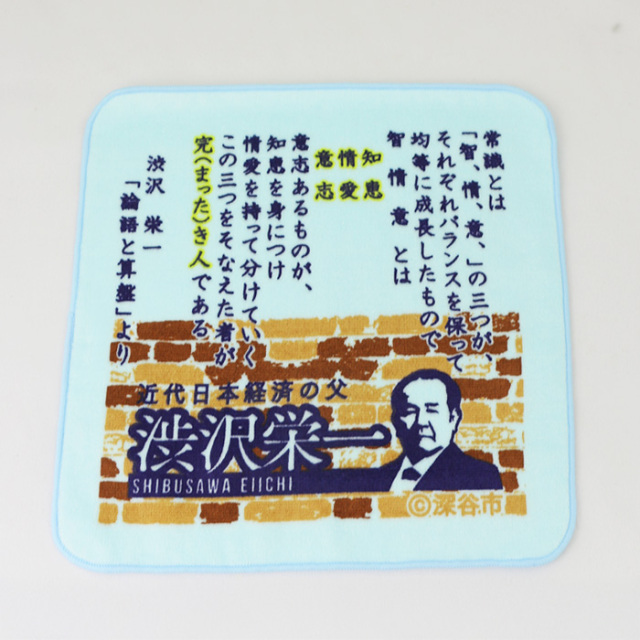 常識とは
「智、情、意、」の三つが、
それぞれバランスを保って
均等に成長したもので
智情意とは
知恵
情愛
意志
意志あるものが、
知恵を身につけ
情愛を持って分けていく
この三つをそなえた者が
完(まった)き人である
渋沢 栄一
「論語と算盤」より
近代日本経済の父
渋沢栄一
SHIBUSAWA EIICHI
©深谷市